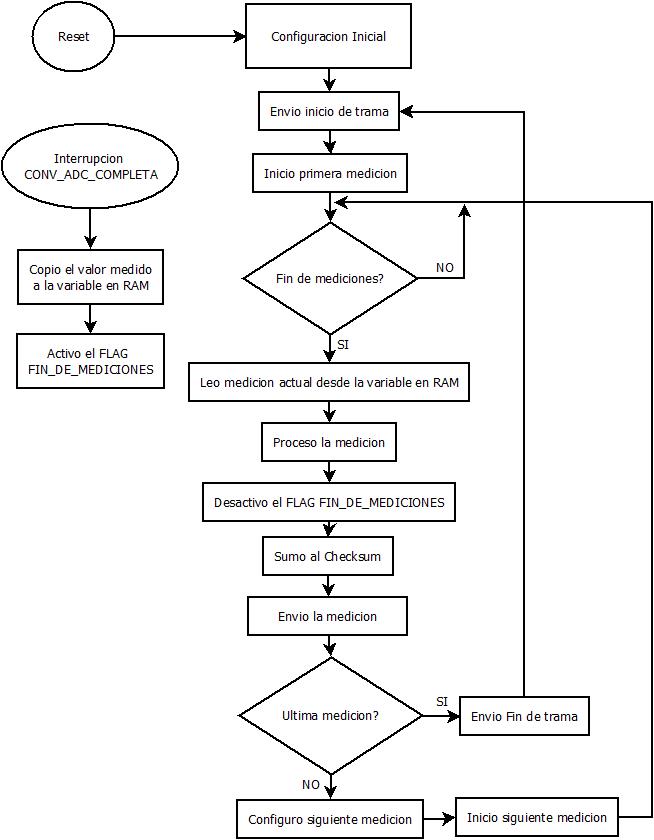 Reset
Configuracion Inicial
Envio inicio de trama
Interrupcion
CONV_ADC_COMPLETA
Inicio primera medicion
Copio el valor medido
a la variable en RAM
Fin de mediciones?
NO
SI
Activo el FLAG
FIN_DE_MEDICIONES
Leo medicion actual desde la variable en RAM
Proceso la medicion
Desactivo el FLAG FIN_DE_MEDICIONES
Sumo al Checksum
Envio la medicion
Ultima medicion?
SI
Envio Fin de trama
NO
Configuro siguiente medicion
Inicio siguiente medicion